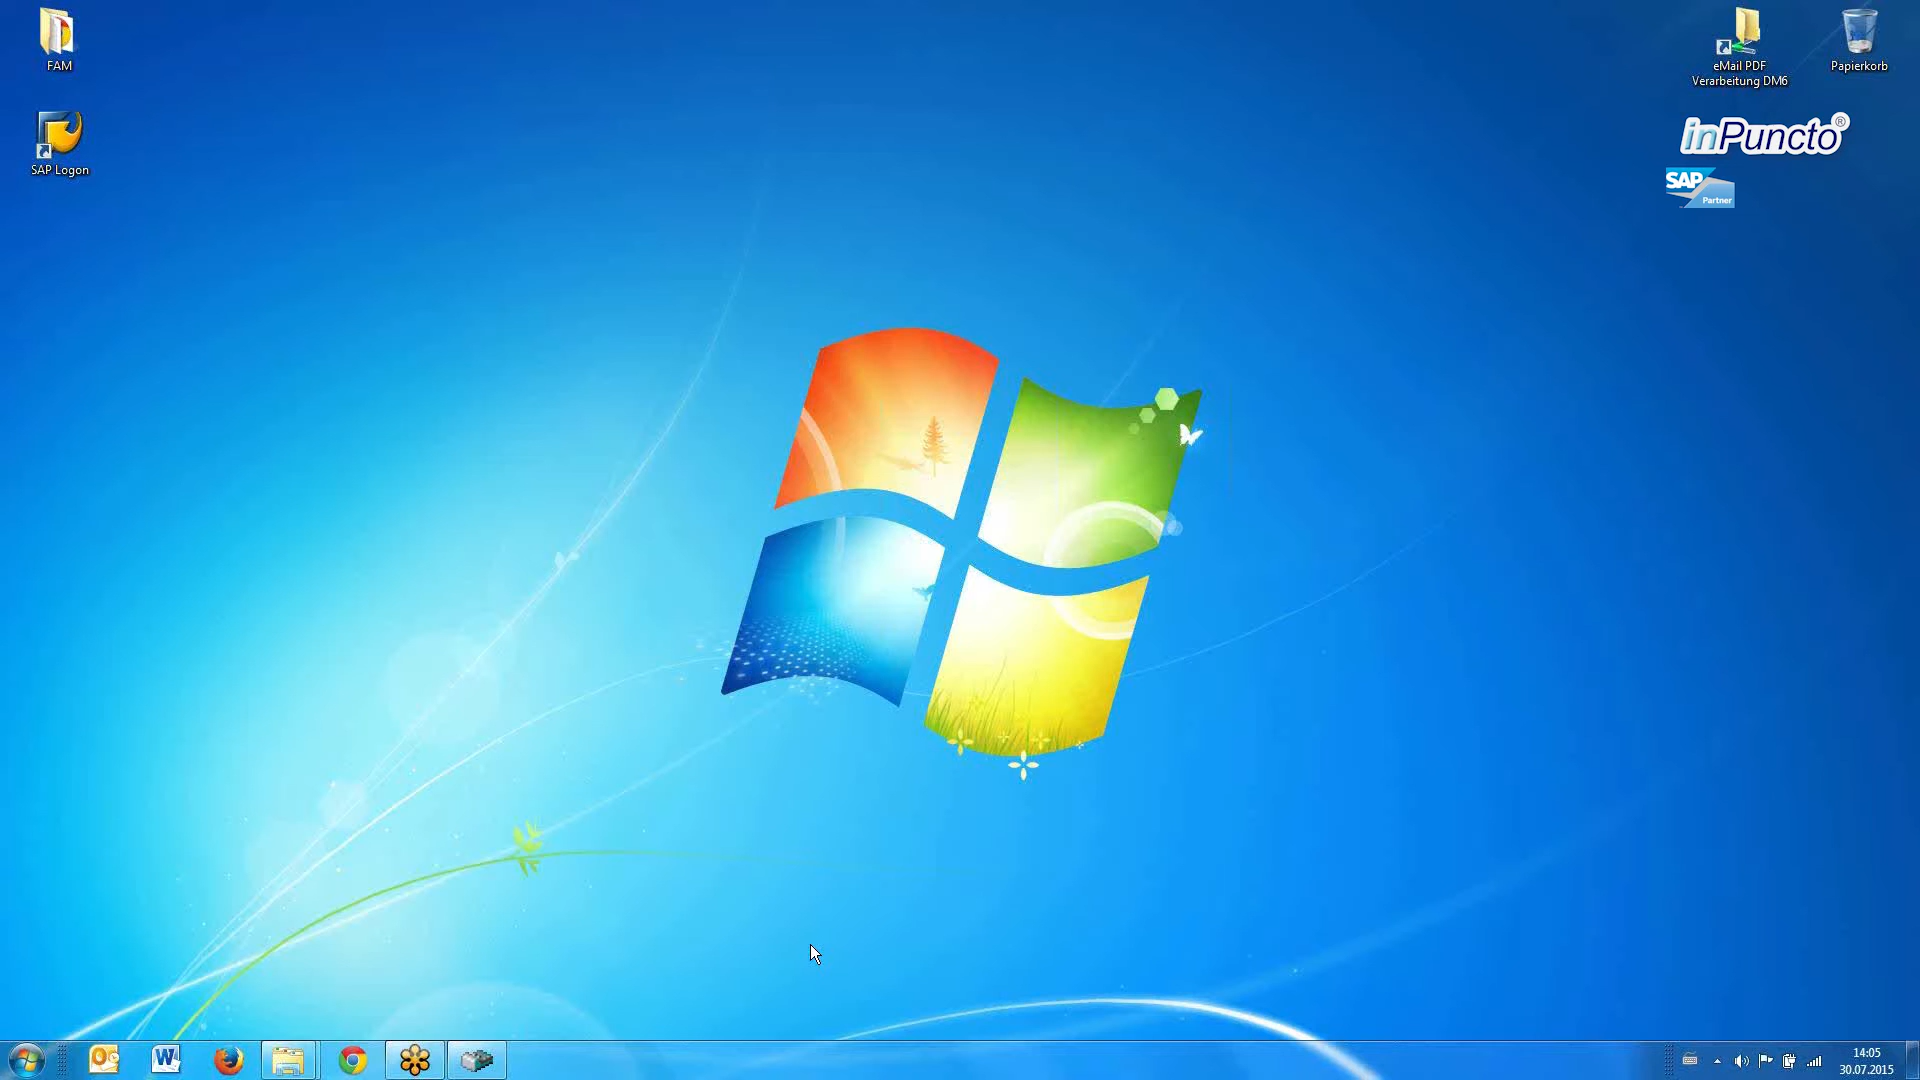 FAM
SAP Logon
eMail PDF
Verarbeitung DM6
Papierkorb
inPuncto®
SAP
Partner
14:05
30.07.2015